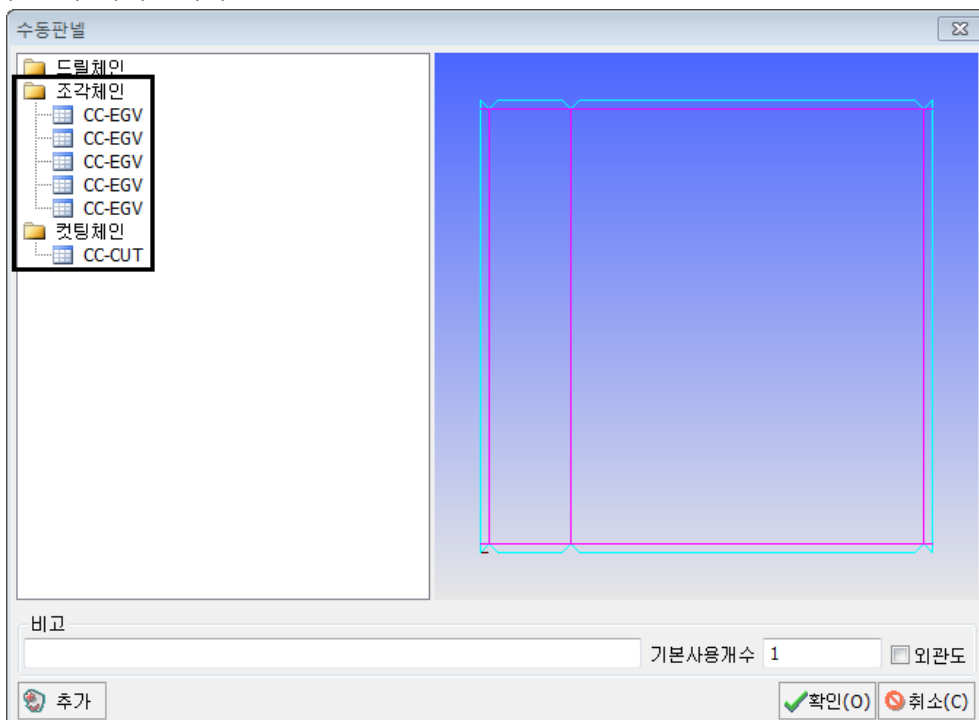 수동판넬
드릴체인
조각체인
CC-EGV
CC-EGV
CC-EGV
CC-EGV
CC-EGV
컷팅체인
CC-CUT
비고
기본사용개수 1 외관도
추가 확인(O) 취소(C)